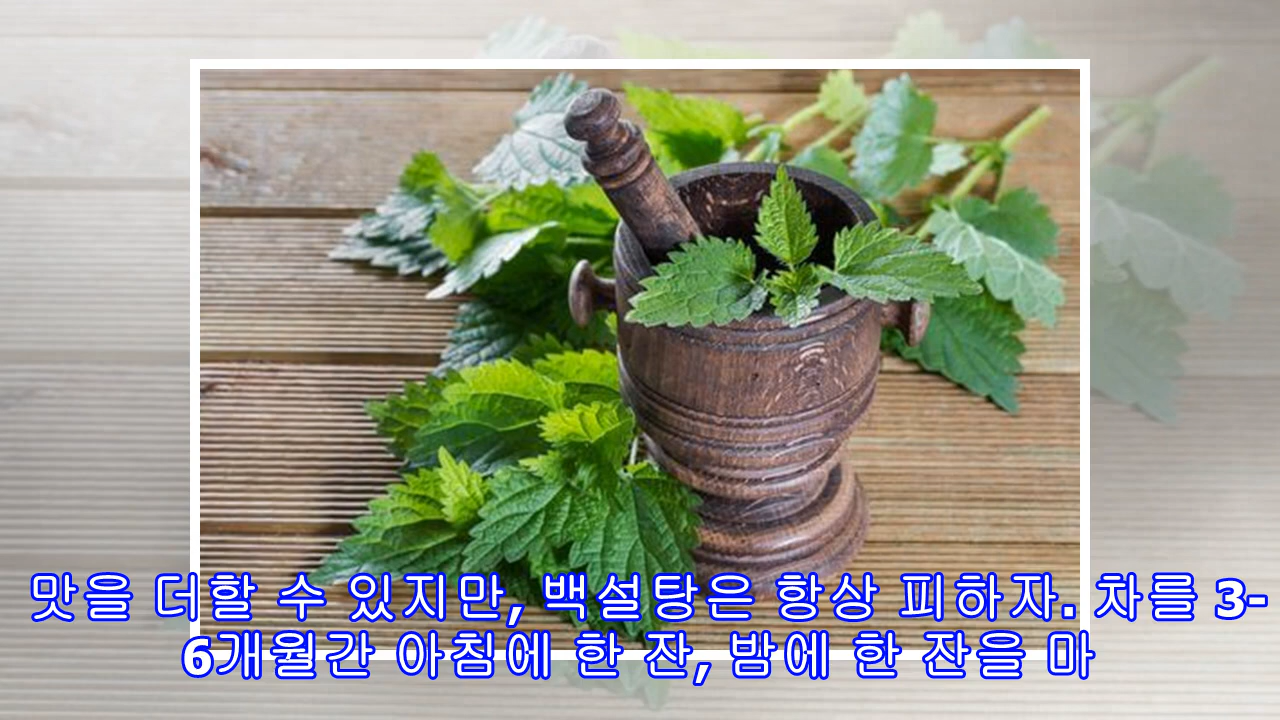 맛을 더할 수 있지만, 백설탕은 항상 피하자. 차를 3-
6개월간 아침에 한 잔, 밤에 한 잔을 마